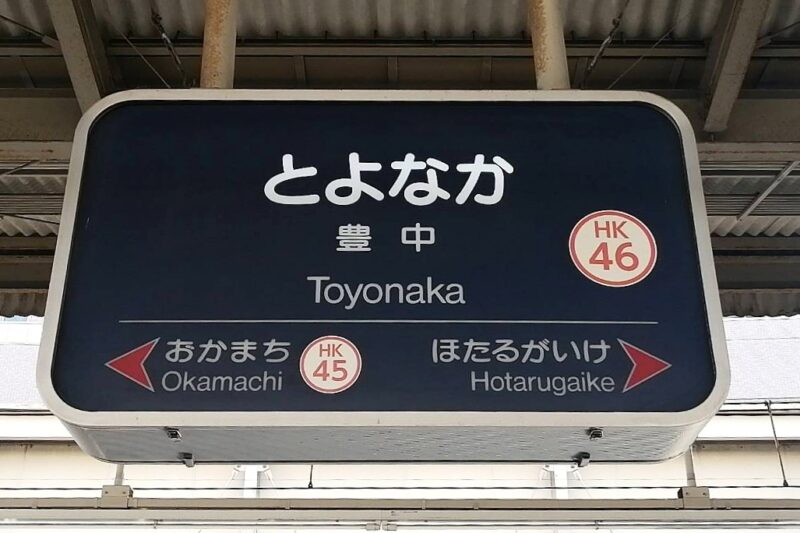 とよなか
豊中
HK
46
Toyonaka
おかまち
Okamachi
HK
45
ほたるがいけ
Hotarugaike